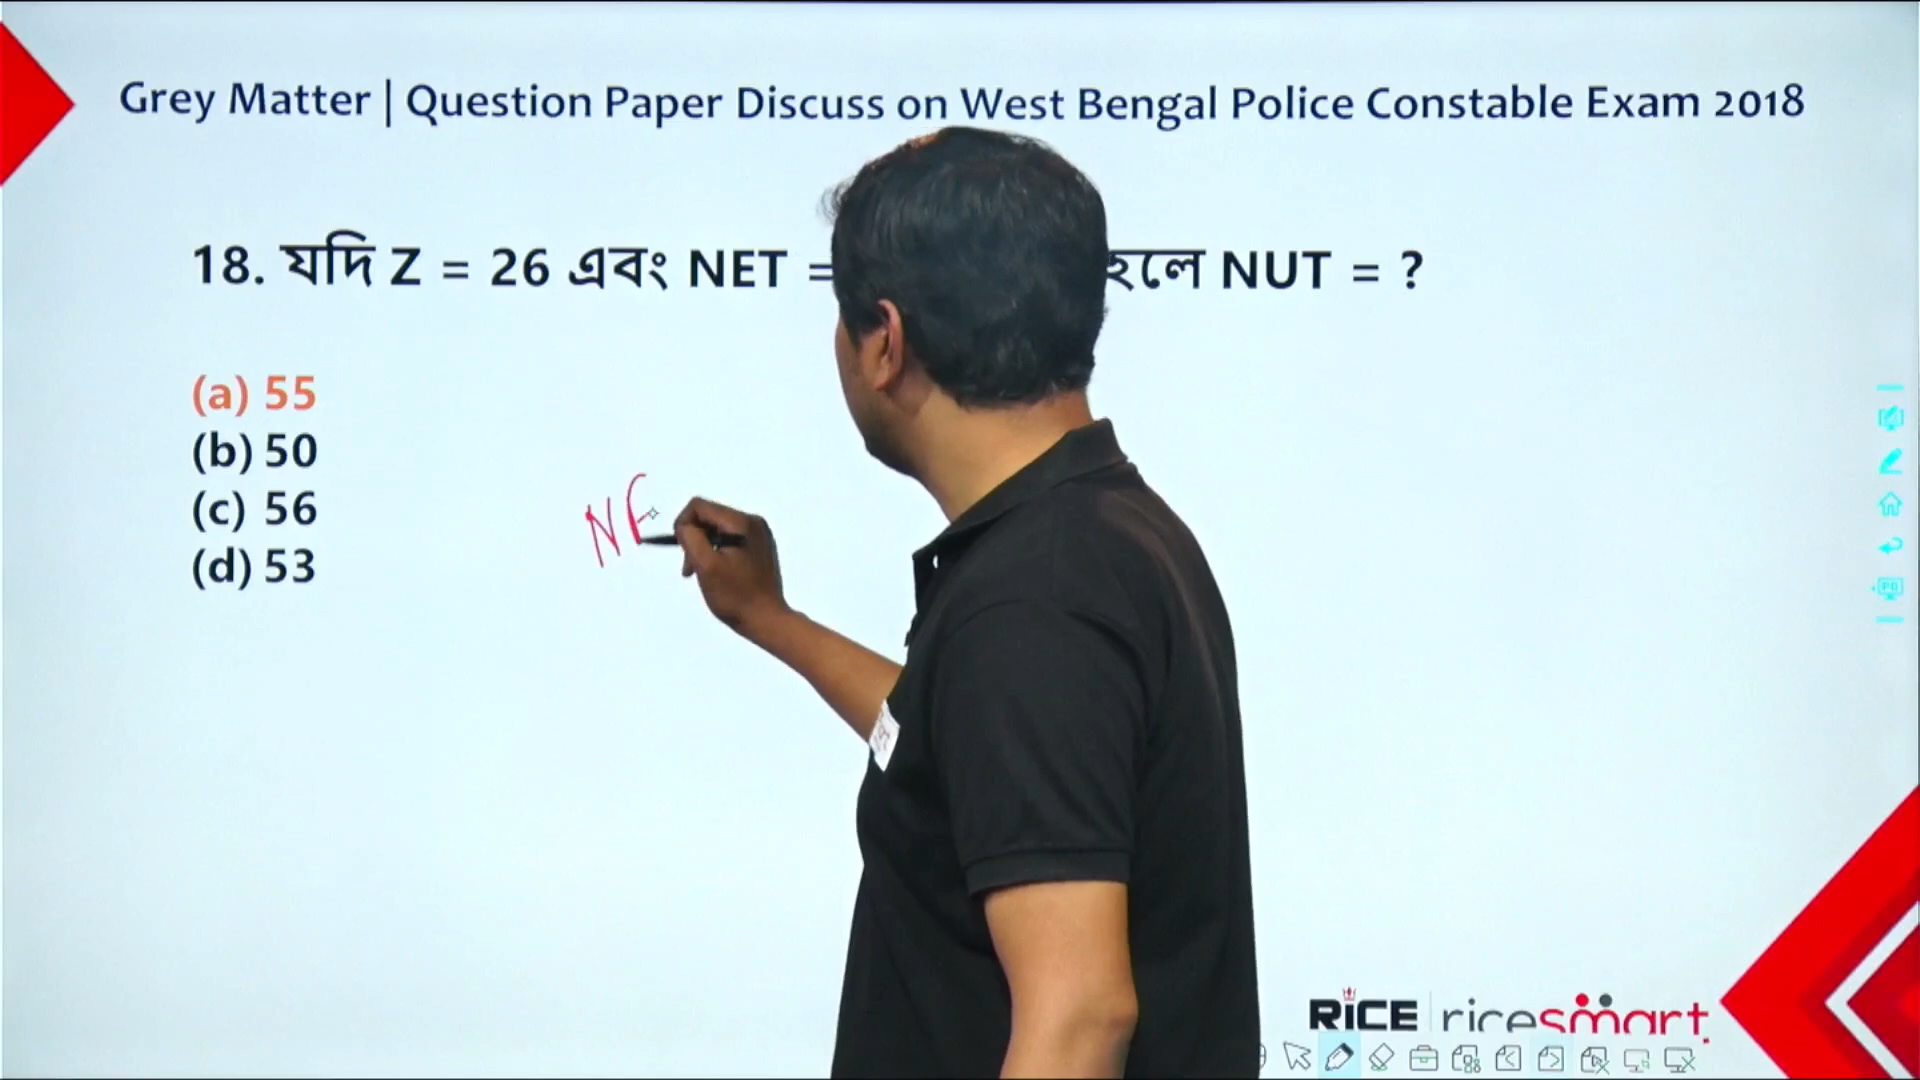 Grey Matter | Question Paper Discuss on West Bengal Police Constable Exam 2018
18. যদি Z = 26 এবং NET = হলে NUT = ?
(a) 55
(b) 50
(c) 56
(d) 53
NE
RICE ricesmart.